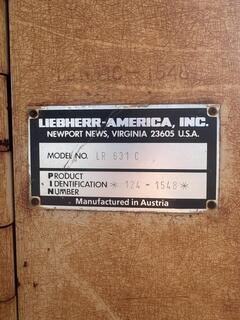 LIEBHERR-AMERICA, INC.
NEWPORT NEWS, VIRGINIA 23605 U.S.A.
MODEL NO. LR 631 C
PRODUCT
IDENTIFICATION * 124 - 1548 *
NUMBER
Manufactured in Austria